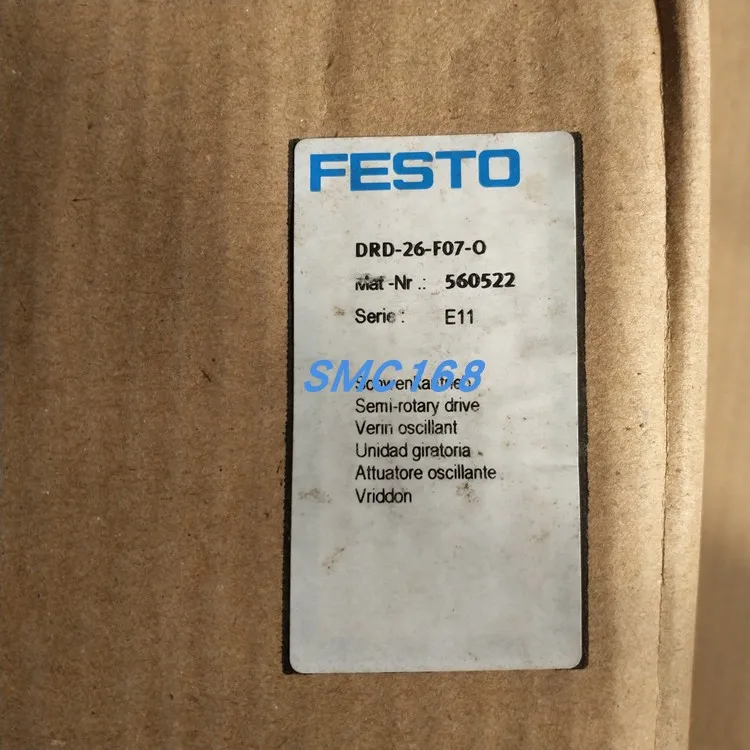 FESTO
DRD-26-F07-O
Mat-Nr.: 560522
Serie: E11
SMC168
Schwenkantrieb
Semi-rotary drive
Verin oscillant
Unidad giratoria
Attuatore oscillante
Vriddon